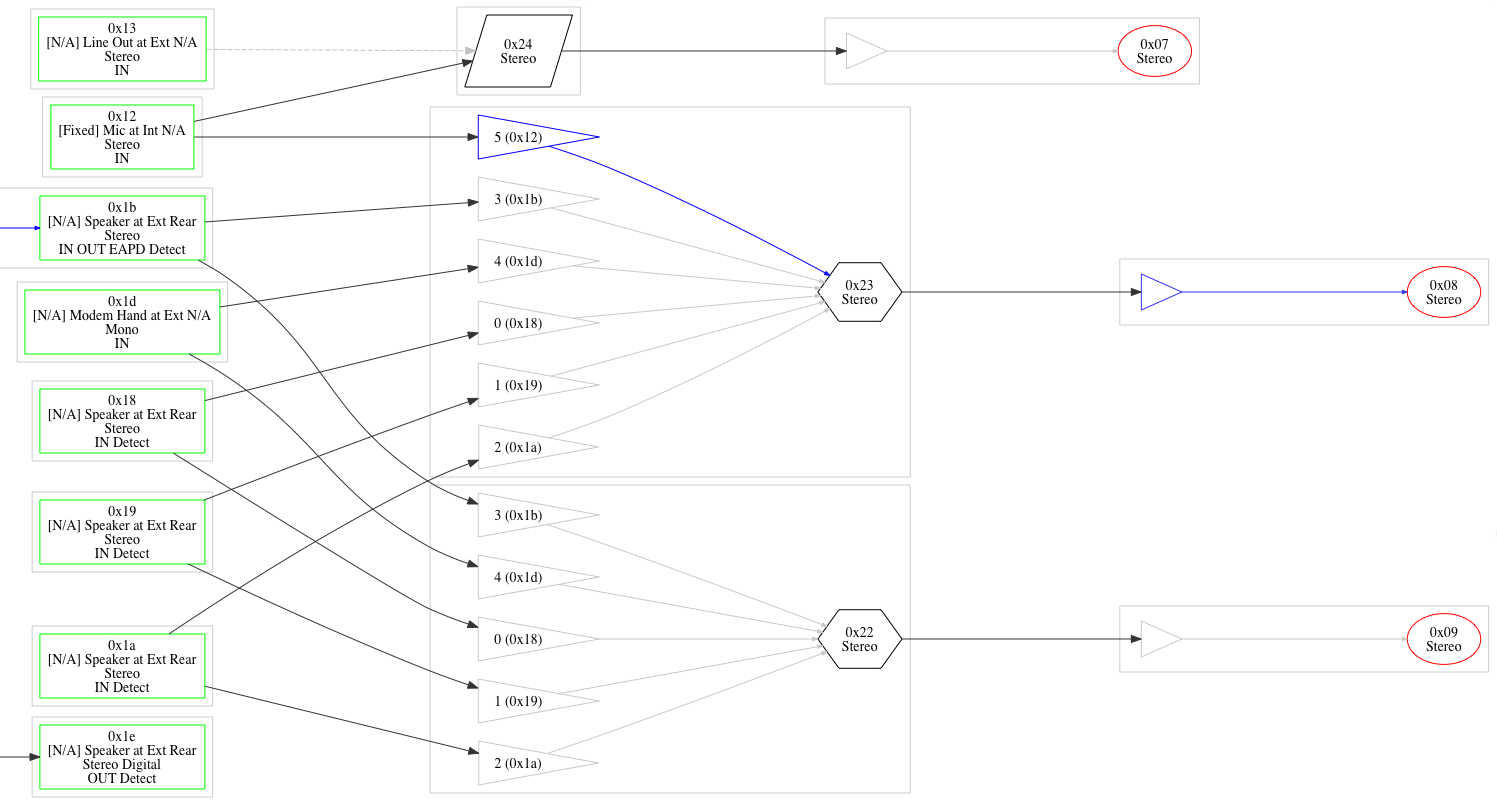 0x13
[N/A] Line Out at Ext N/A
Stereo
IN
0x24
Stereo
0x07
Stereo
0x12
[Fixed] Mic at Int N/A
Stereo
IN
5 (0x12)
0x1b
[N/A] Speaker at Ext Rear
Stereo
IN OUT EAPD Detect
3 (0x1b)
4 (0x1d)
0x1d
[N/A] Modem Hand at Ext N/A
Mono
IN
0 (0x18)
0x23
Stereo
0x08
Stereo
0x18
[N/A] Speaker at Ext Rear
Stereo
IN Detect
1 (0x19)
2 (0x1a)
0x19
[N/A] Speaker at Ext Rear
Stereo
IN Detect
3 (0x1b)
4 (0x1d)
0x1a
[N/A] Speaker at Ext Rear
Stereo
IN Detect
0 (0x18)
0x22
Stereo
0x09
Stereo
1 (0x19)
0x1e
[N/A] Speaker at Ext Rear
Stereo Digital
OUT Detect
2 (0x1a)